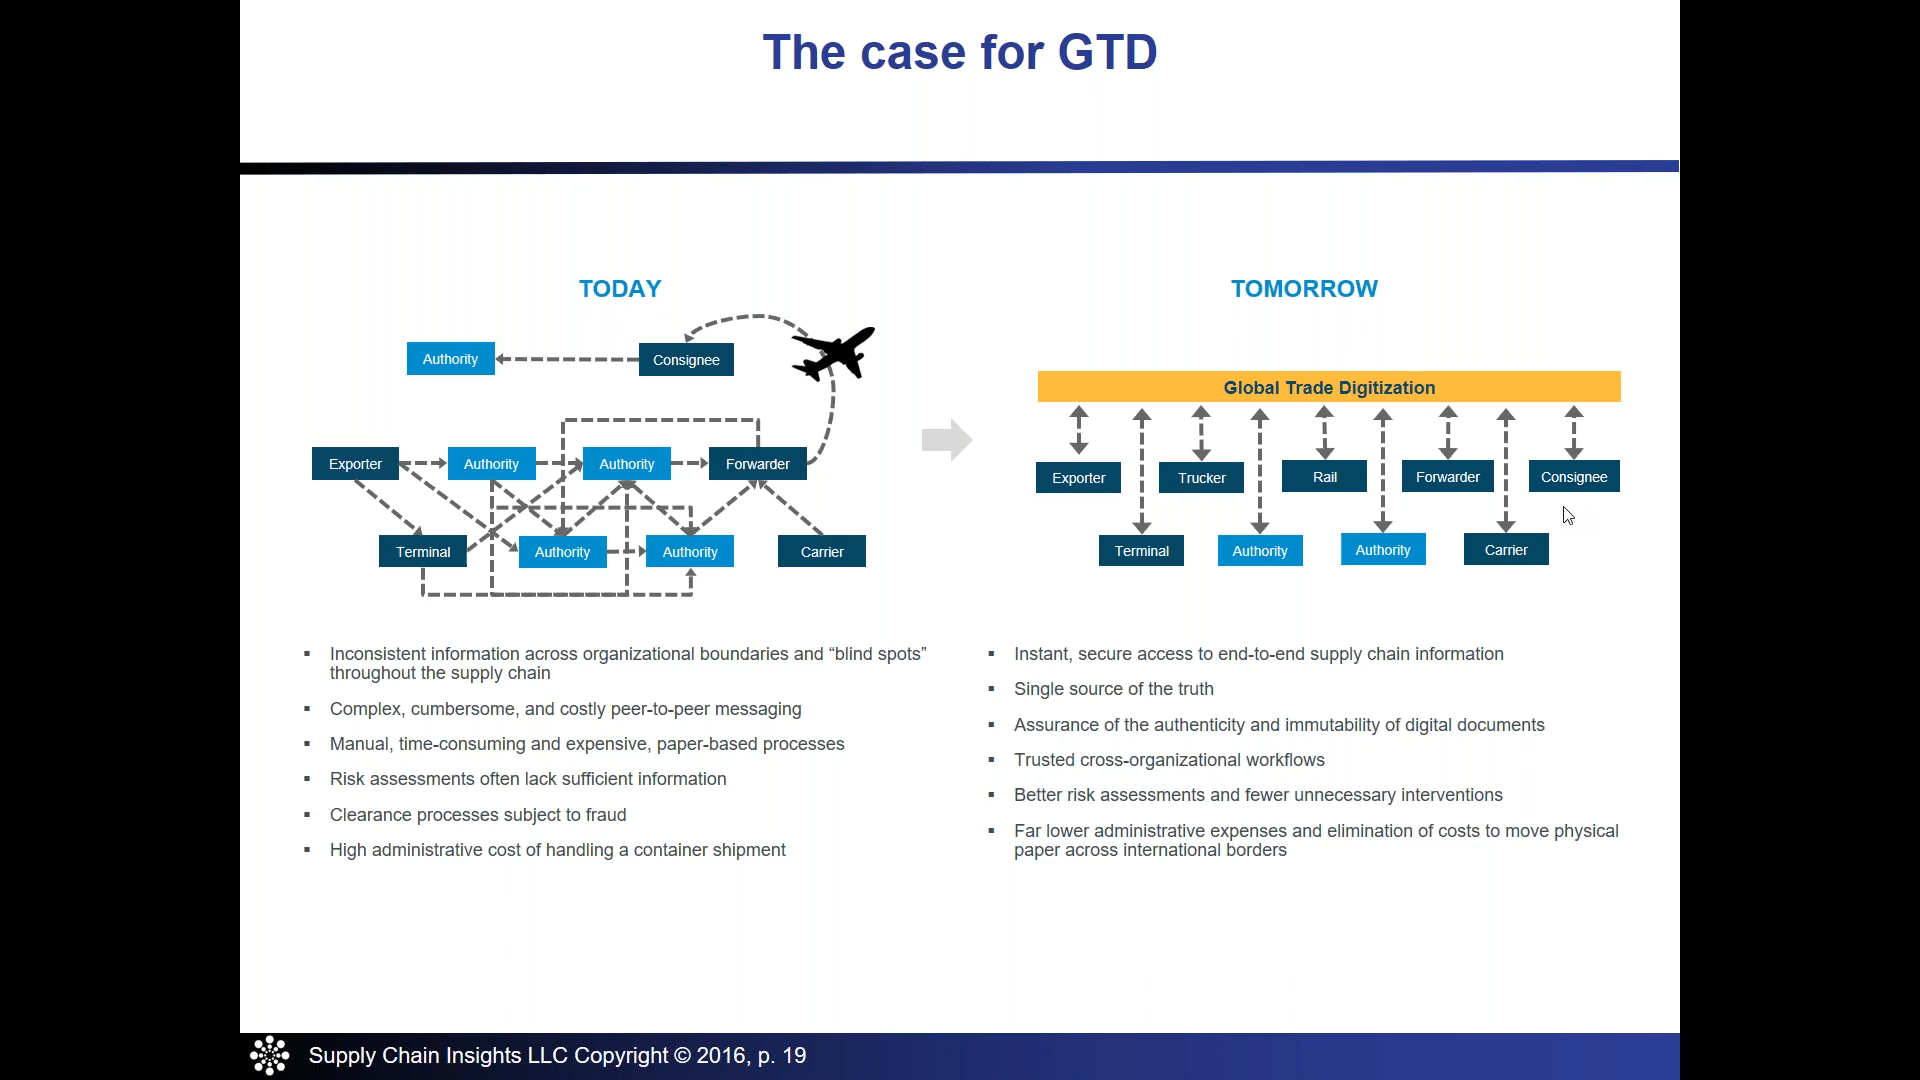 The case for GTD
TODAY
TOMORROW
Authority
Consignee
Exporter
Authority
Authority
Forwarder
Terminal
Authority
Authority
Carrier
Global Trade Digitization
Exporter
Trucker
Rail
Forwarder
Consignee
Terminal
Authority
Authority
Carrier
▪ Inconsistent information across organizational boundaries and “blind spots”
throughout the supply chain
▪ Complex, cumbersome, and costly peer-to-peer messaging
▪ Manual, time-consuming and expensive, paper-based processes
▪ Risk assessments often lack sufficient information
▪ Clearance processes subject to fraud
▪ High administrative cost of handling a container shipment
▪ Instant, secure access to end-to-end supply chain information
▪ Single source of the truth
▪ Assurance of the authenticity and immutability of digital documents
▪ Trusted cross-organizational workflows
▪ Better risk assessments and fewer unnecessary interventions
▪ Far lower administrative expenses and elimination of costs to move physical
paper across international borders
Supply Chain Insights LLC Copyright © 2016, p. 19